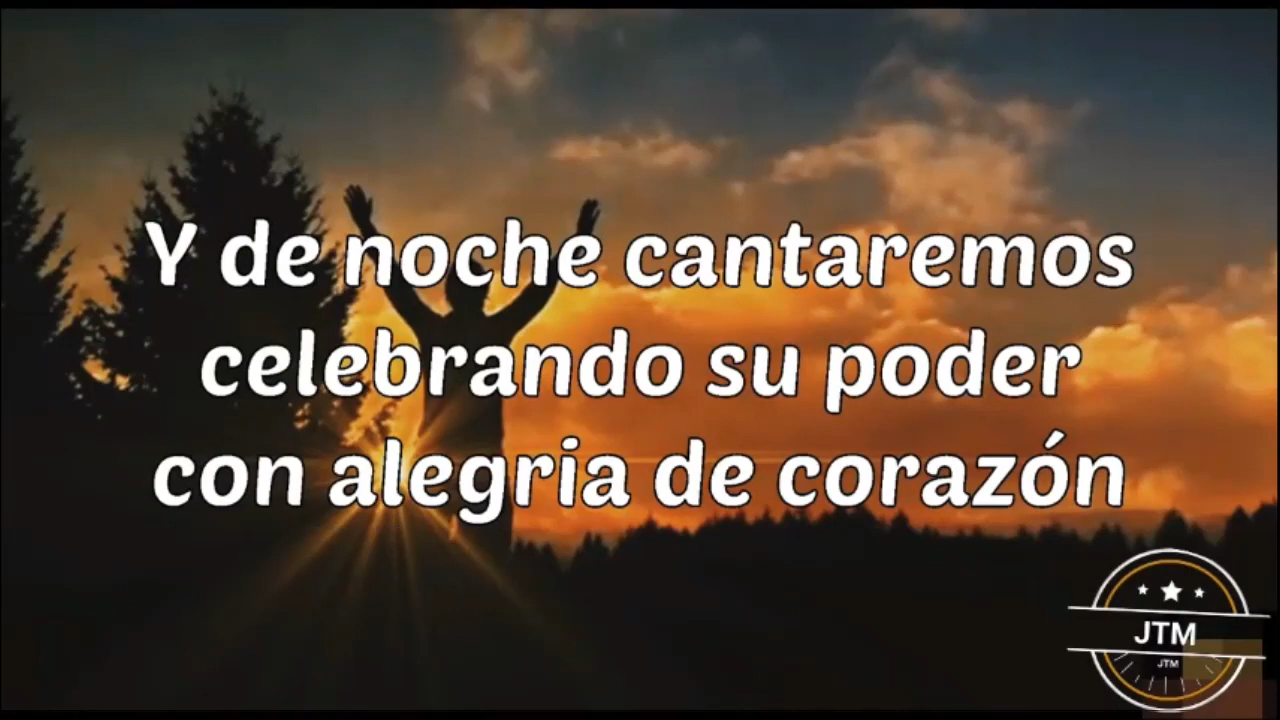 Y de noche cantaremos
celebrando su poder
con alegria de corazón
JTM
JTM